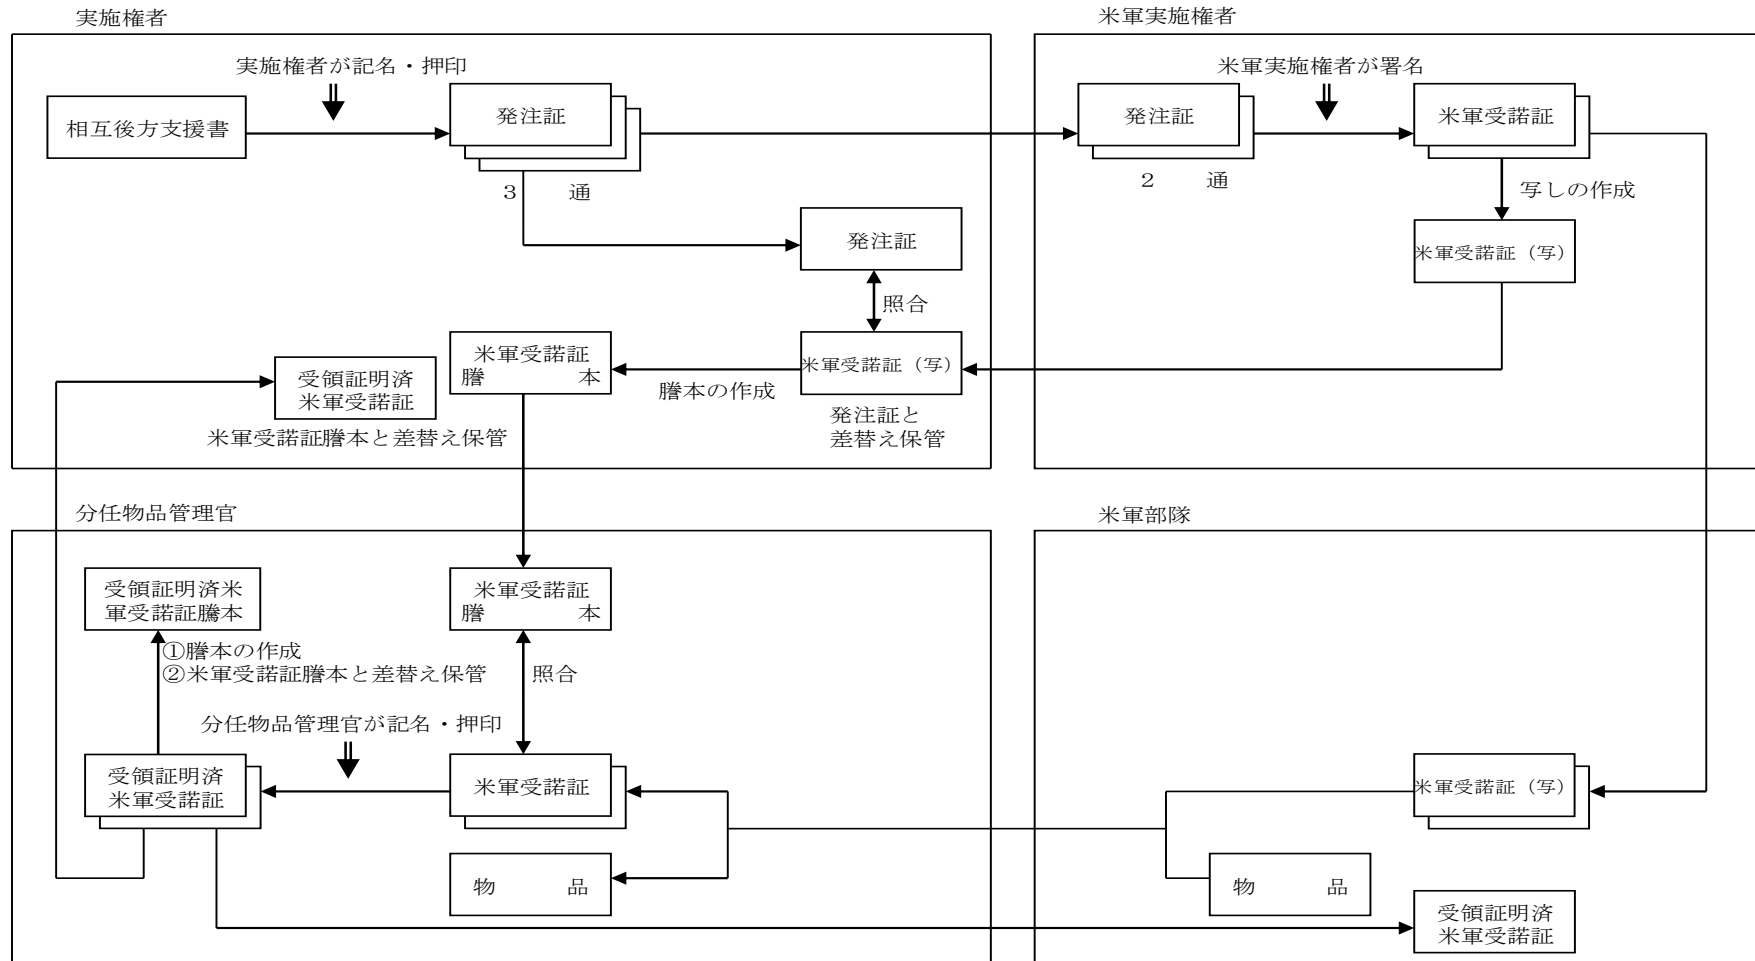 実施権者
米軍実施権者
実施権者が記名・押印
米軍実施権者が署名
相互後方支援書
発注証
発注証
米軍受諾証
3 通
2 通
写しの作成
発注証
米軍受諾証（写）
照合
米軍受諾証
謄 本
米軍受諾証（写）
受領証明済
米軍受諾証
謄本の作成
発注証と
差替え保管
米軍受諾証謄本と差替え保管
分任物品管理官
米軍部隊
受領証明済米
軍受諾証謄本
米軍受諾証
謄 本
①謄本の作成
②米軍受諾証謄本と差替え保管
照合
分任物品管理官が記名・押印
受領証明済
米軍受諾証
米軍受諾証
米軍受諾証（写）
物 品
物 品
受領証明済
米軍受諾証